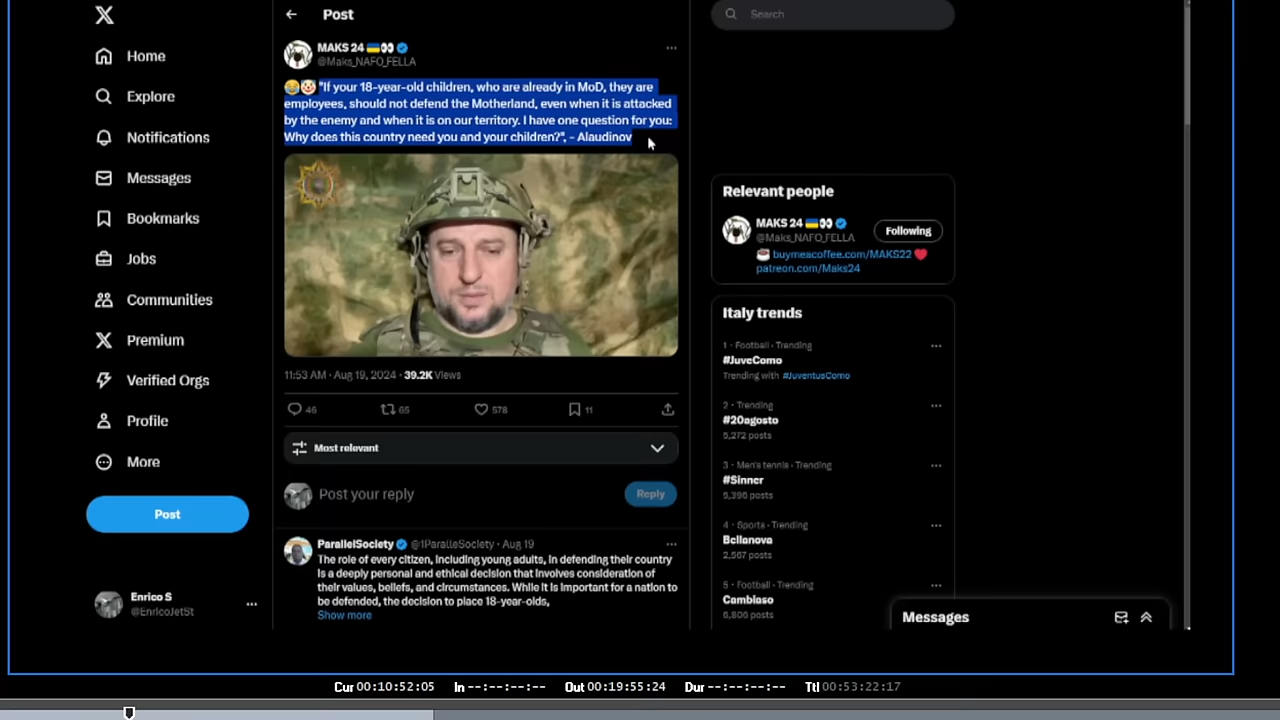 Post
Search
MAKS 24
@Maks_NAFO_FELLA
"If your 18-year-old children, who are already in MoD, they are
employees, should not defend the Motherland, even when it is attacked
by the enemy and when it is on our territory. I have one question for you:
Why does this country need you and your children?", - Alaudinov
11:53 AM · Aug 19, 2024 · 39.2K Views
46
65
578
11
Most relevant
Post your reply
Reply
ParallelSociety @1ParalleSociety · Aug 19
The role of every citizen, including young adults, in defending their country
is a deeply personal and ethical decision that involves consideration of
their values, beliefs, and circumstances. While it is important for a nation to
be defended, the decision to place 18-year-olds,
Show more
Home
Explore
Notifications
Messages
Bookmarks
Jobs
Communities
Premium
Verified Orgs
Profile
More
Post
Enrico S
@EnricoJet5t
Relevant people
MAKS 24
@Maks_NAFO_FELLA
Following
buymeacoffee.com/MAKS22
patreon.com/Maks24
Italy trends
1 · Football · Trending
#JuveComo
Trending with #JuventusComo
2 · Trending
#20agosto
5,272 posts
3 · Men's tennis · Trending
#Sinner
5,396 posts
4 · Sports · Trending
Bellanova
2,567 posts
5 · Football · Trending
Cambiaso
6,806 posts
Messages
Cur 00:10:52:05 In --:--:--:-- Out 00:19:55:24 Dur --:--:--:-- Ttl 00:53:22:17